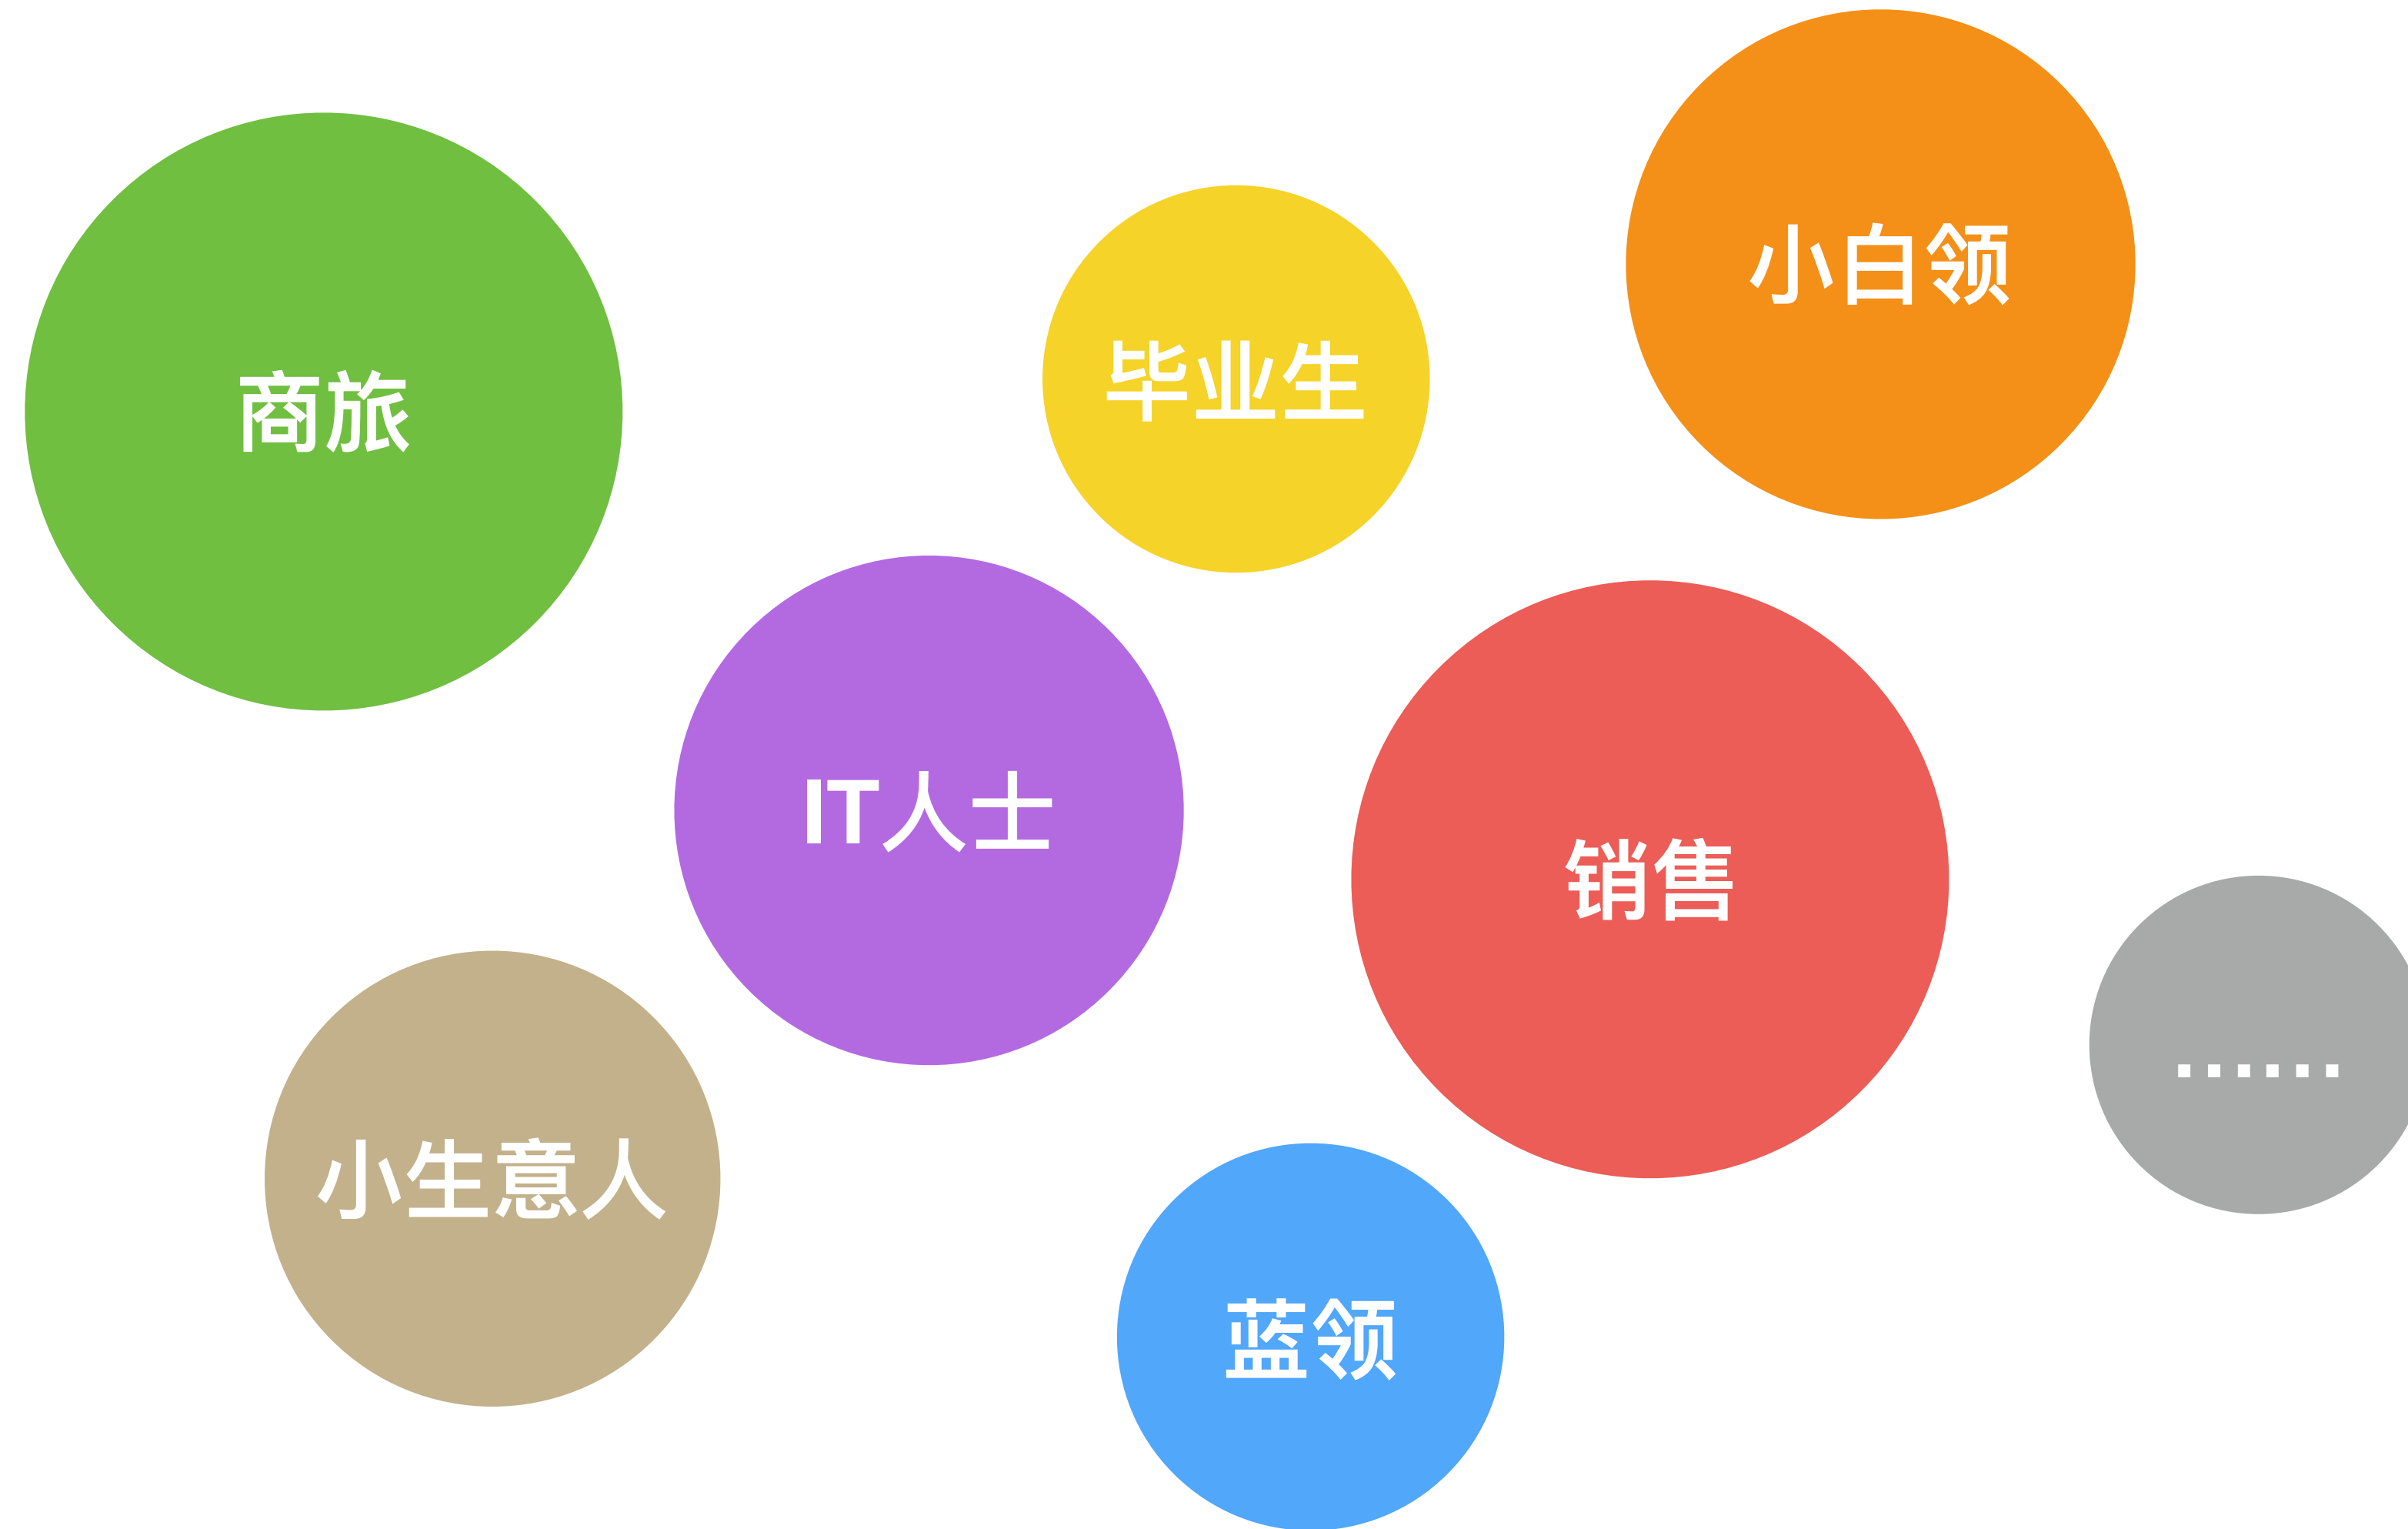 小白领
毕业生
商旅
IT人士
销售
……
小生意人
蓝领